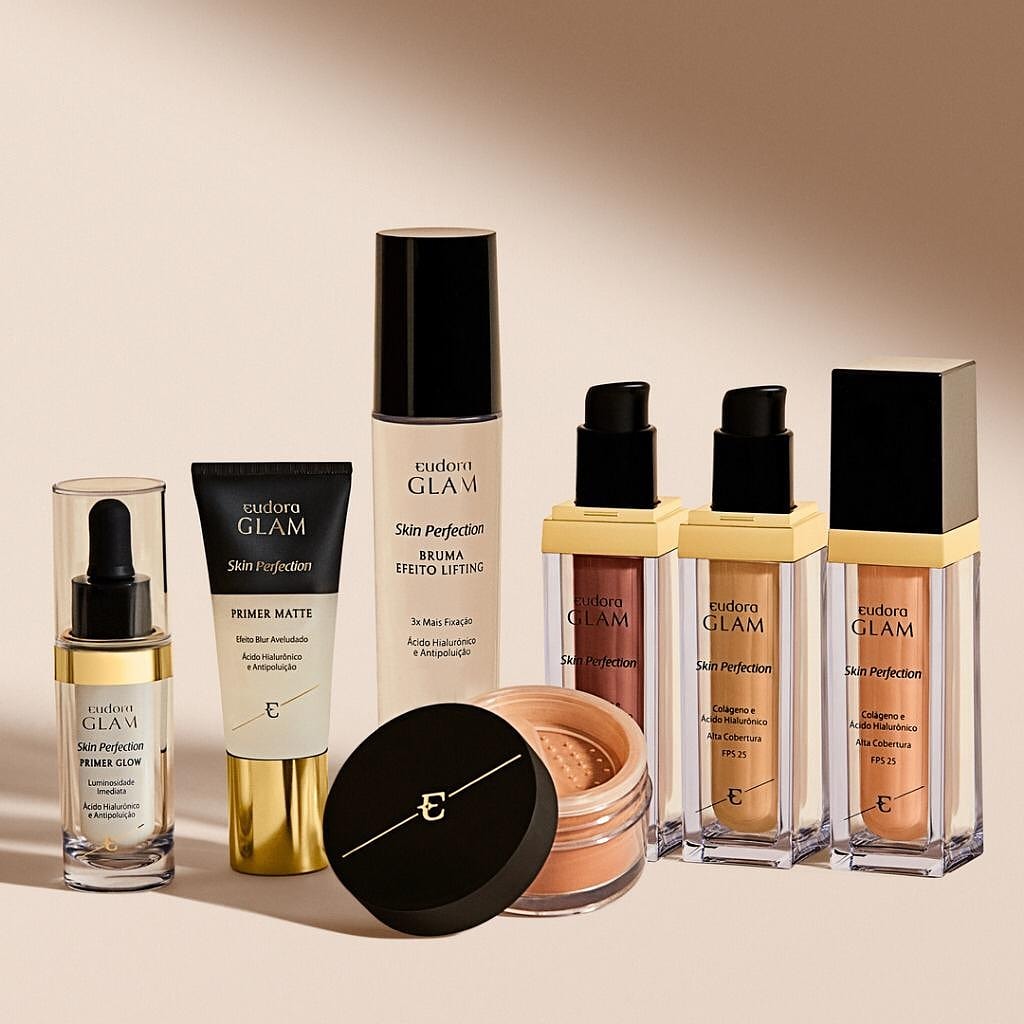 eudora
GLAM
Skin Perfection
PRIMER GLOW
Luminosidade
Imediata
Ácido Hialurônico
e Antipoluição
E
eudora
GLAM
Skin Perfection
PRIMER MATTE
Efeito Blur Aveludado
Ácido Hialurônico
e Antipoluição
E
eudora
GLAM
Skin Perfection
BRUMA
EFEITO LIFTING
3x Mais Fixação
Ácido Hialurônico
e Antipoluição
E
eudora
GLAM
Skin Perfection
eudora
GLAM
Skin Perfection
Colágeno e
Ácido Hialurônico
Alta Cobertura
FPS 25
E
eudora
GLAM
Skin Perfection
Colágeno e
Ácido Hialurônico
Alta Cobertura
FPS 25
E